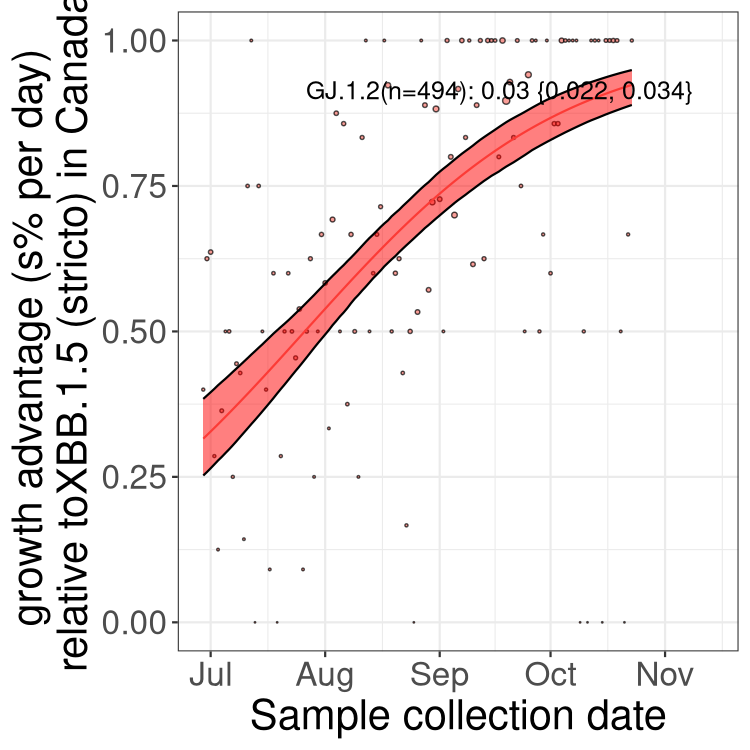 growth advantage (s% per day)
relative toXBB.1.5 (stricto) in Canada
1.00
0.75
0.50
0.25
0.00
GJ.1.2(n=494): 0.03 {0.022, 0.034}
Jul Aug Sep Oct Nov
Sample collection date